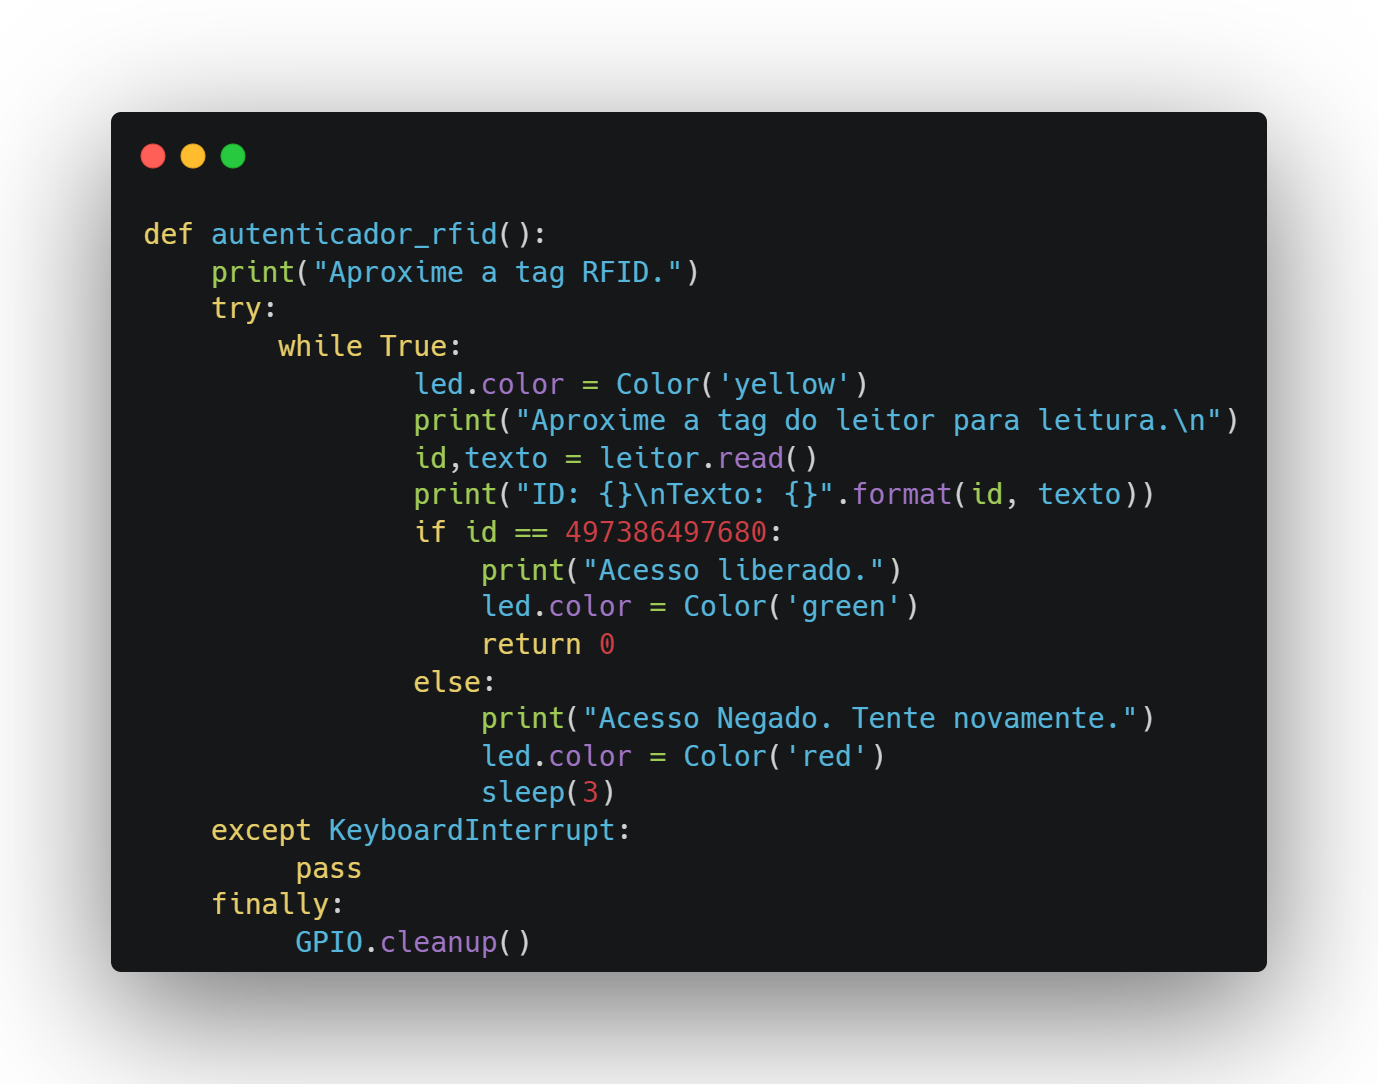 def autenticador_rfid():
    print("Aproxime a tag RFID.")
    try:
        while True:
                led.color = Color('yellow')
                print("Aproxime a tag do leitor para leitura.\n")
                id,texto = leitor.read()
                print("ID: {}\nTexto: {}".format(id, texto))
                if id == 497386497680:
                    print("Acesso liberado.")
                    led.color = Color('green')
                    return 0
                else:
                    print("Acesso Negado. Tente novamente.")
                    led.color = Color('red')
                    sleep(3)
    except KeyboardInterrupt:
         pass
    finally:
         GPIO.cleanup()